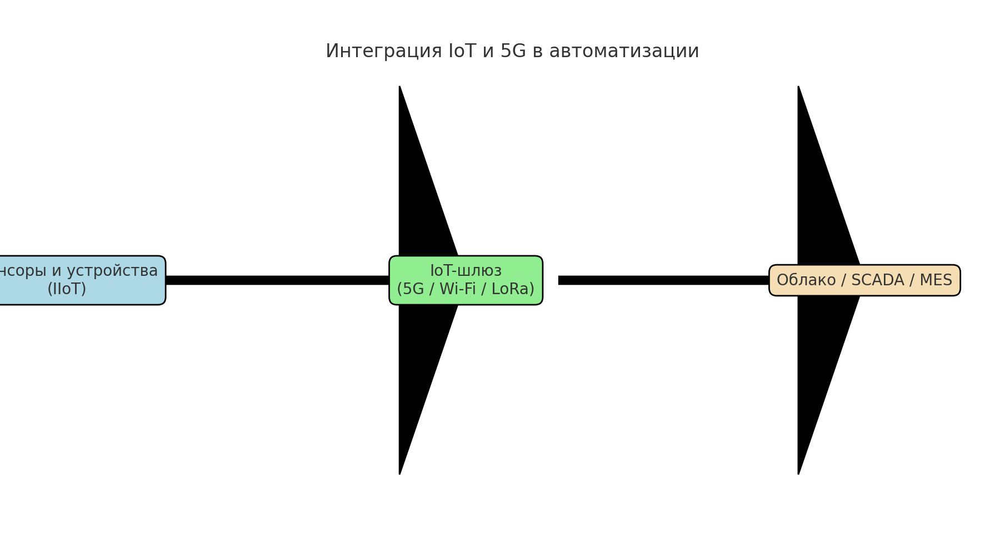 Интеграция IoT и 5G в автоматизации
нсоры и устройства
(IIoT)
IoT-шлюз
(5G / Wi-Fi / LoRa)
Облако / SCADA / MES